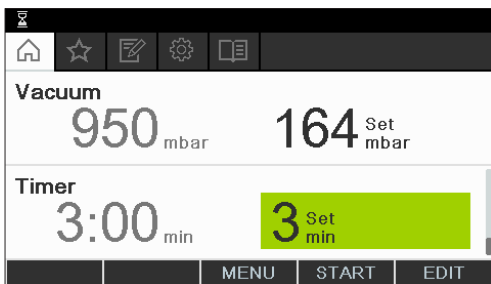 Vacuum
950 mbar 164 Set mbar
Timer
3:00 min 3 Set min
MENU START EDIT